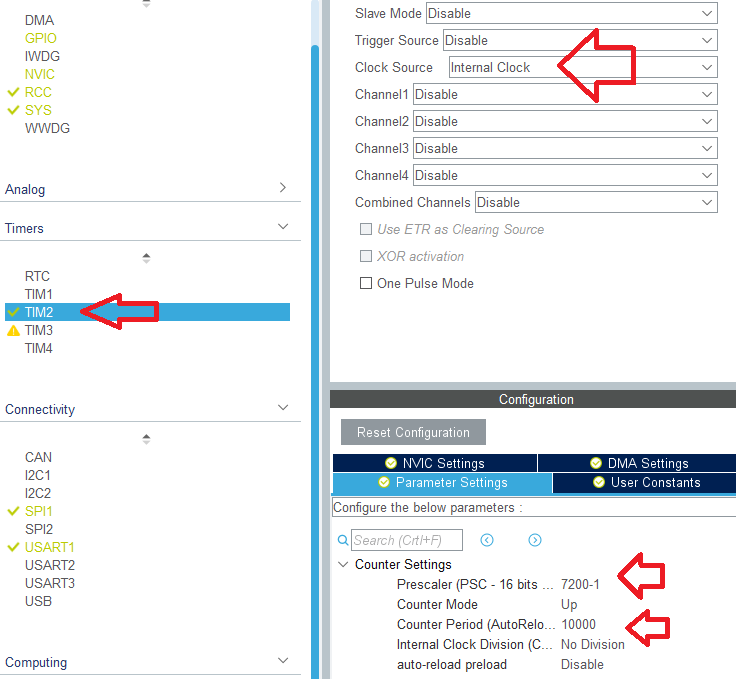 DMA
GPIO
IWDG
NVIC
RCC
SYS
WWDG
Analog
Timers
RTC
TIM1
TIM2
TIM3
TIM4
Connectivity
CAN
I2C1
I2C2
SPI1
SPI2
USART1
USART2
USART3
USB
Computing
Slave Mode Disable
Trigger Source Disable
Clock Source Internal Clock
Channel1 Disable
Channel2 Disable
Channel3 Disable
Channel4 Disable
Combined Channels Disable
Use ETR as Clearing Source
XOR activation
One Pulse Mode
Configuration
Reset Configuration
NVIC Settings DMA Settings
Parameter Settings User Constants
Configure the below parameters :
Search (CrtI+F)
Counter Settings
Prescaler (PSC - 16 bits ... 7200-1
Counter Mode Up
Counter Period (AutoRelo... 10000
Internal Clock Division (C... No Division
auto-reload preload Disable